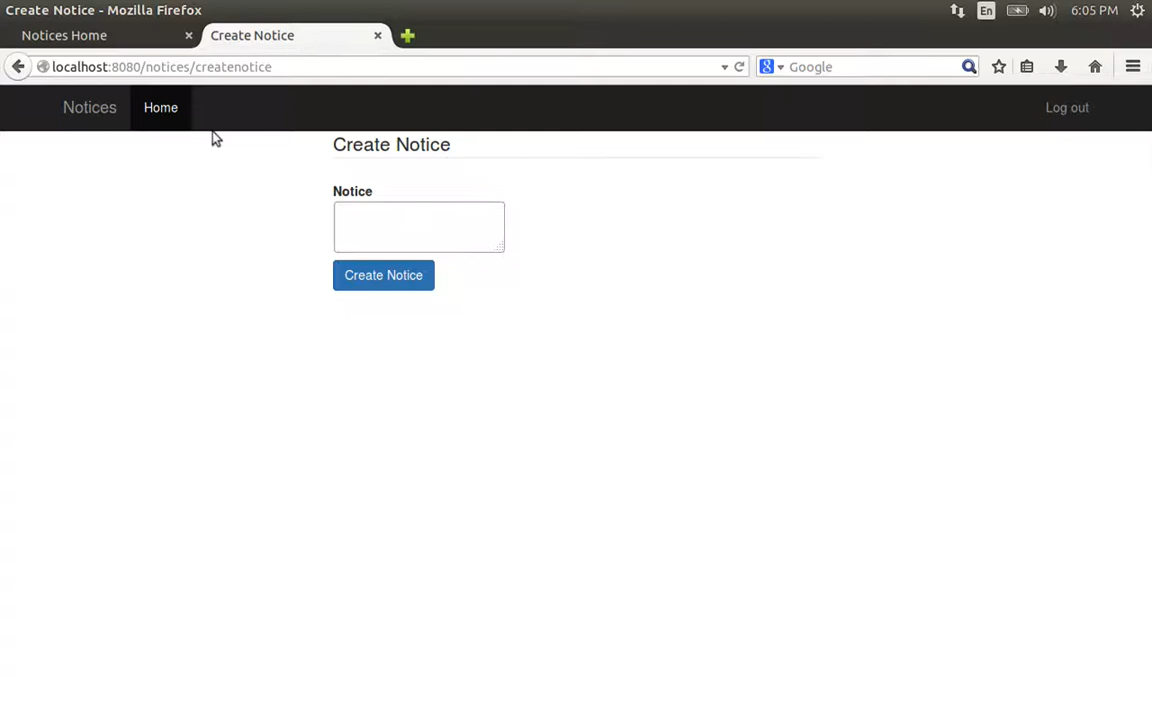 Create Notice - Mozilla Firefox
En
6:05 PM
Notices Home
Create Notice
localhost:8080/notices/createnotice
Google
Notices Home Log out
Create Notice
Notice
Create Notice